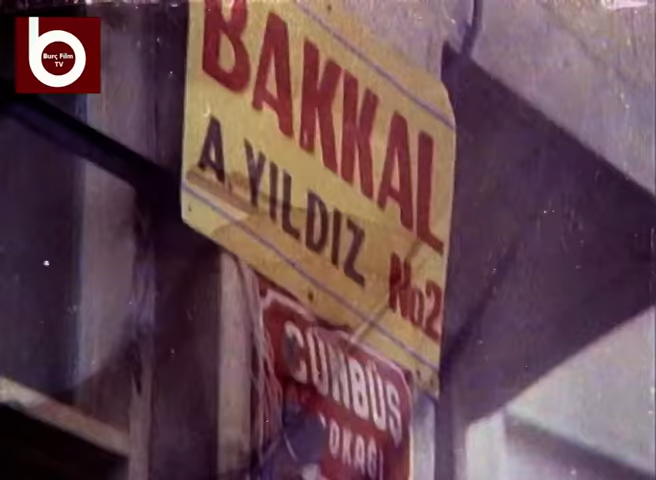 Burç Film
TV
BAKKAL
A. YILDIZ
No2
CÜMBÜŞ
SOKAĞI